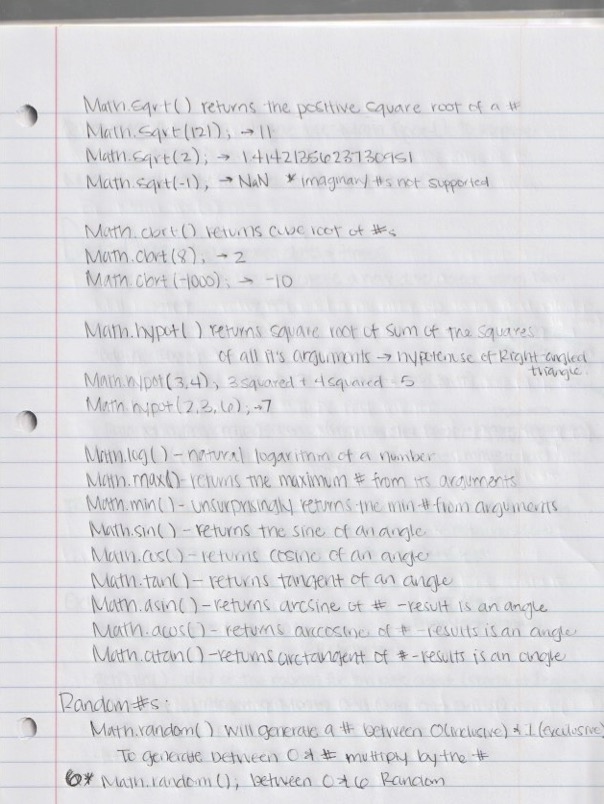 Math.sqrt() returns the positive square root of a #
Math.sqrt(121); → 11
Math.sqrt(2); → 1.4142135623730951
Math.sqrt(-1); → NaN * imaginary #s not supported
Math.cbrt() returns cube root of #s
Math.cbrt(8); → 2
Math.cbrt(-1000); → -10
Math.hypot() returns square root of sum of the squares
of all it's arguments → hypotenuse of Right-angled
triangle.
Math.hypot(3,4); 3 squared + 4 squared = 5
Math.hypot(2,3,6); → 7
Math.log() - natural logarithm of a number
Math.max() - returns the maximum # from its arguments
Math.min() - unsurprisingly returns the min # from arguments
Math.sin() - returns the sine of an angle
Math.cos() - returns cosine of an angle
Math.tan() - returns tangent of an angle
Math.asin() - returns arcsine of # - result is an angle
Math.acos() - returns arccosine of # - results is an angle
Math.atan() - returns arctangent of # - results is an angle
Random #s:
Math.random() will generate a # between 0(inclusive) & 1 (exclusive)
To generate between 0 & # multiply by the #
6 * Math.random(); between 0 & 6 Random